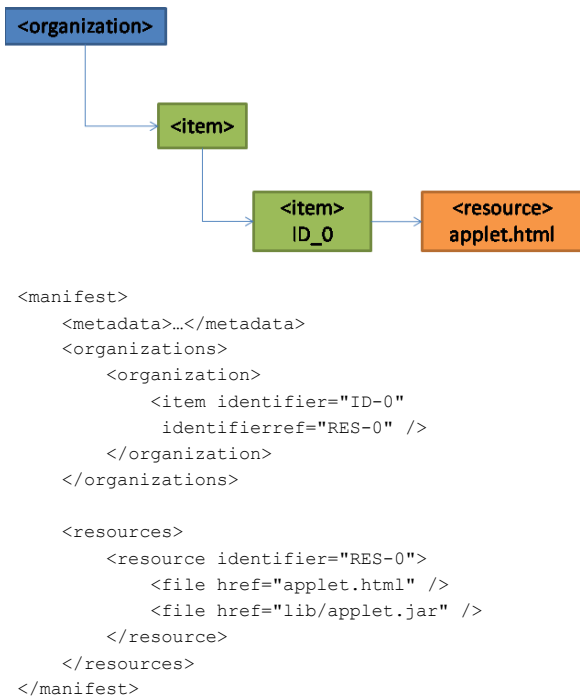 <organization>
<item>
<item>
ID_0
<resource>
applet.html
<manifest>
<metadata>…</metadata>
<organizations>
<organization>
<item identifier="ID-0"
identifierref="RES-0" />
</organization>
</organizations>
<resources>
<resource identifier="RES-0">
<file href="applet.html" />
<file href="lib/applet.jar" />
</resource>
</resources>
</manifest>